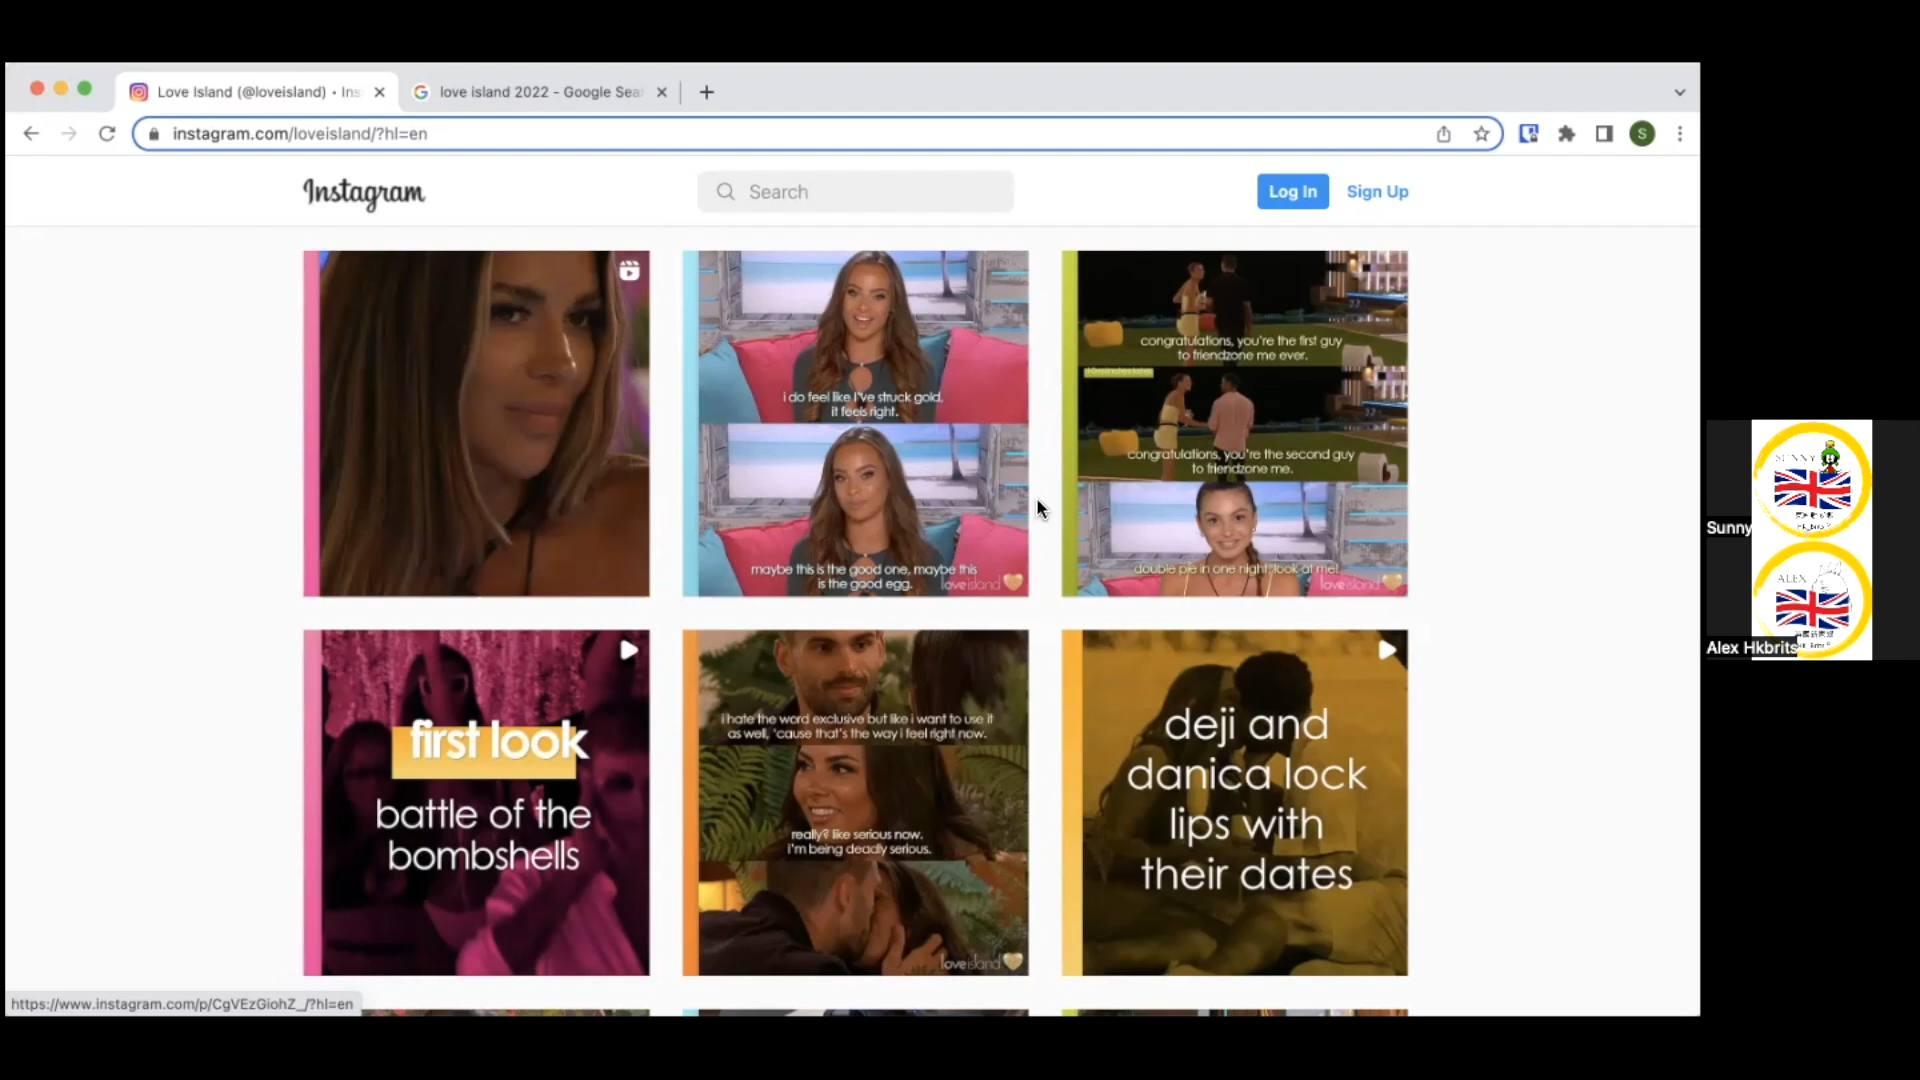 Love Island (@loveisland) • Ins
love island 2022 - Google Sea
instagram.com/loveisland/?hl=en
S
Instagram
Search
Log In
Sign Up
i do feel like i've struck gold,
it feels right.
maybe this is the good one, maybe this
is the good egg.
loveisland
congratulations, you're the first guy
to friendzone me ever.
congratulations, you're the second guy
to friendzone me.
double pie in one night, look at me!
loveisland
first look
battle of the
bombshells
i hate the word exclusive but like i want to use it
as well, 'cause that's the way i feel right now.
really? like serious now.
i'm being deadly serious.
loveisland
deji and
danica lock
lips with
their dates
https://www.instagram.com/p/CgVEzGiohZ_/?hl=en
SUNNY
Sunny
ALEX
Alex Hkbrits